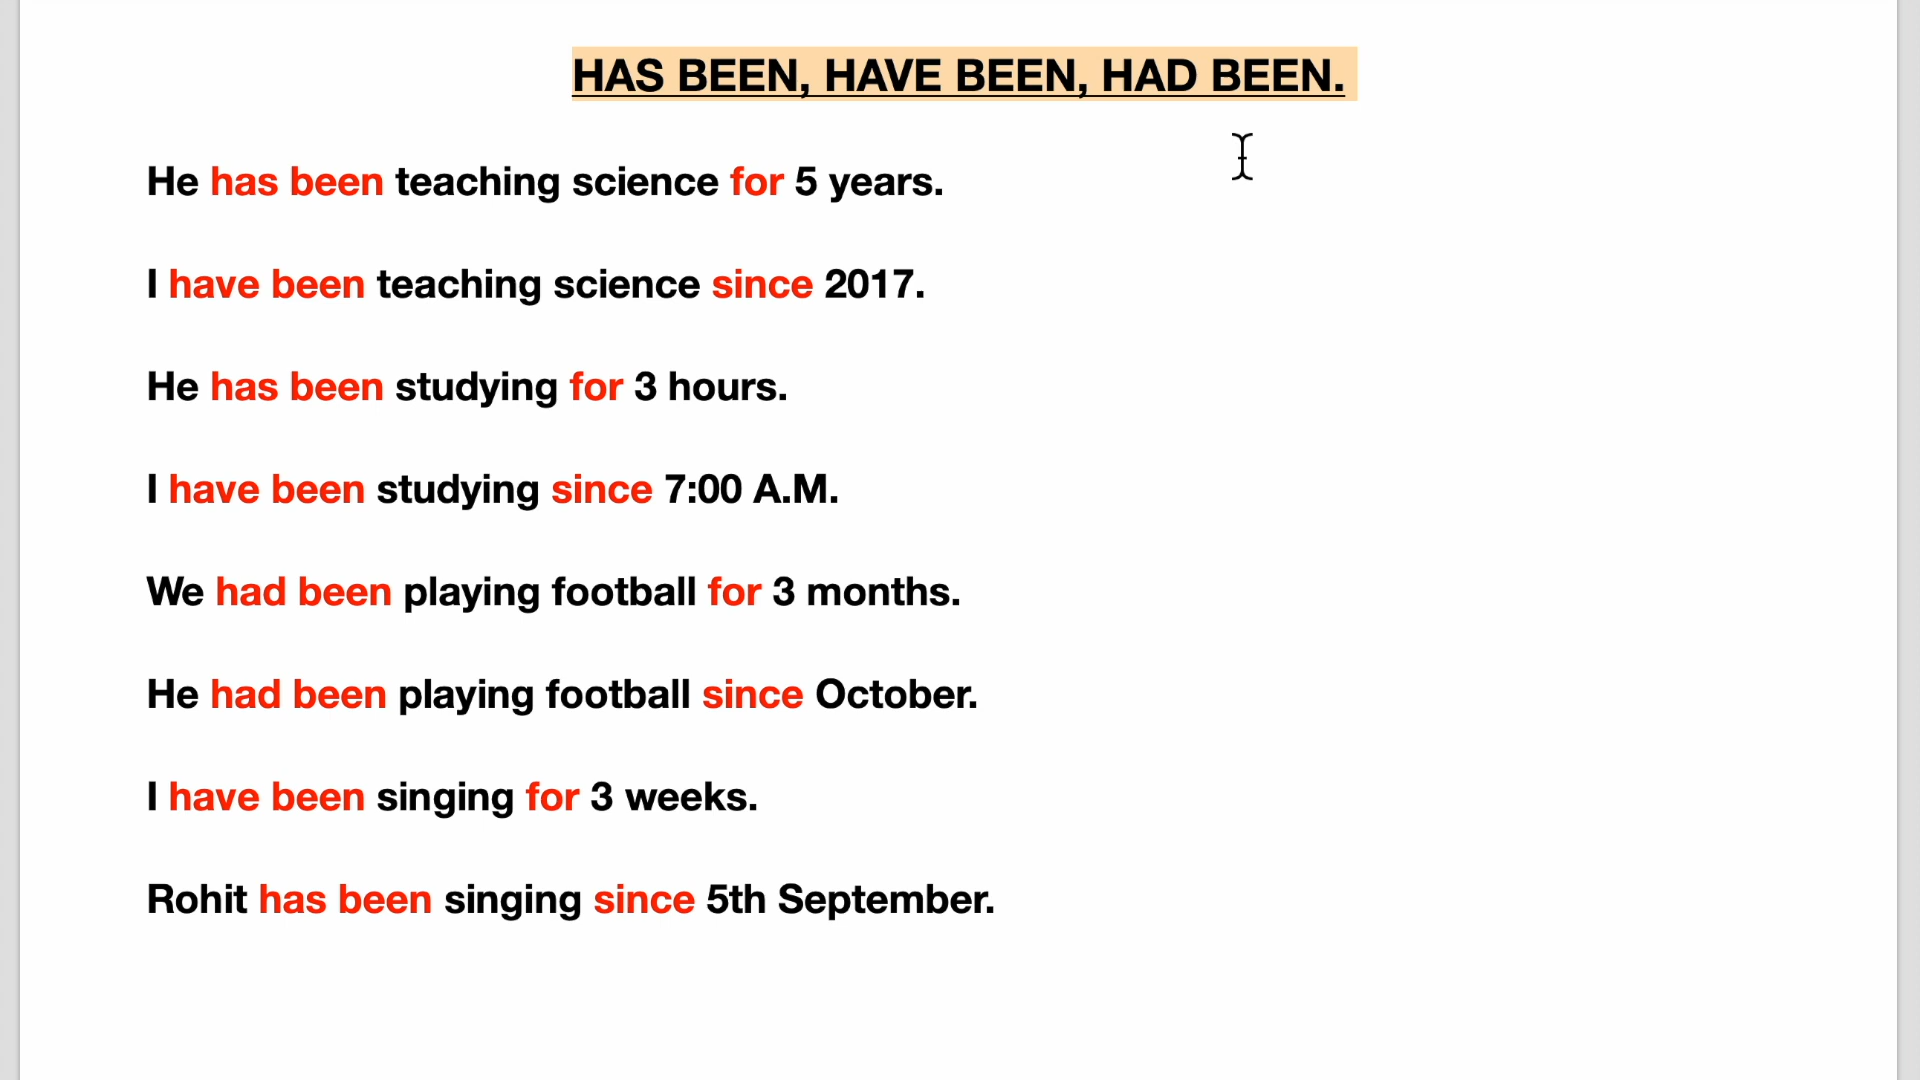 HAS BEEN, HAVE BEEN, HAD BEEN.
He has been teaching science for 5 years.
I have been teaching science since 2017.
He has been studying for 3 hours.
I have been studying since 7:00 A.M.
We had been playing football for 3 months.
He had been playing football since October.
I have been singing for 3 weeks.
Rohit has been singing since 5th September.